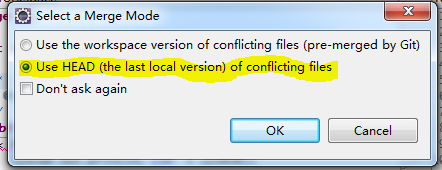 Select a Merge Mode
Use the workspace version of conflicting files (pre-merged by Git)
Use HEAD (the last local version) of conflicting files
Don't ask again
OK
Cancel